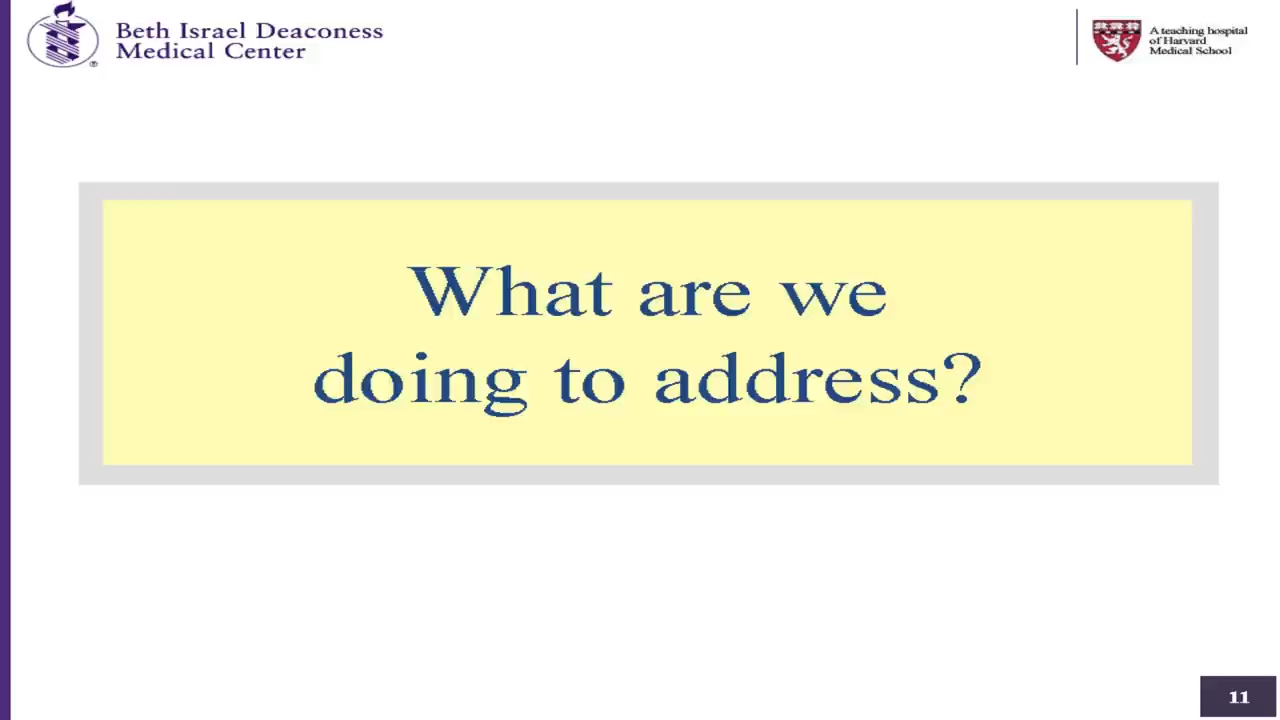 Beth Israel Deaconess
Medical Center
A teaching hospital
of Harvard
Medical School
What are we
doing to address?
11